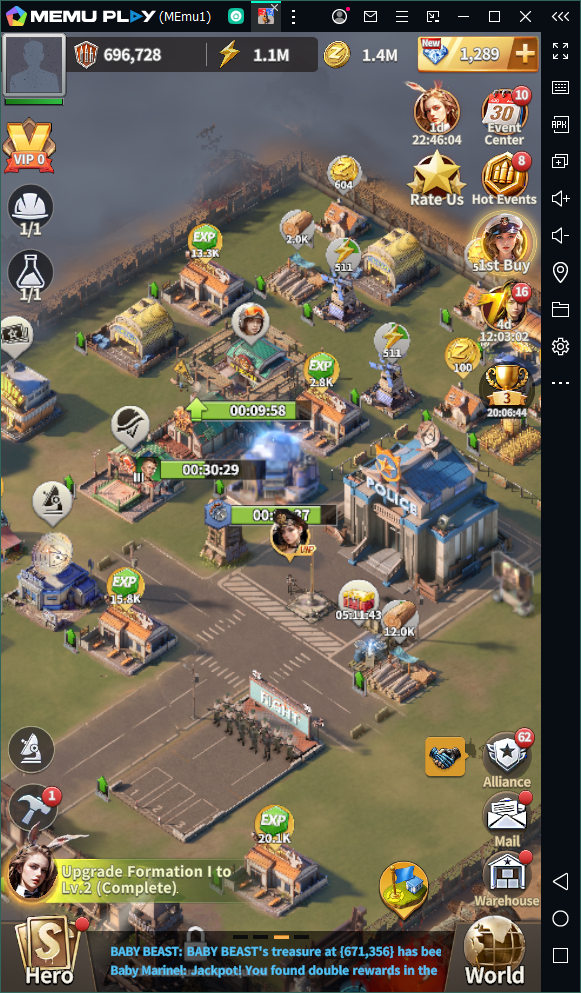 MEMU PLAY (MEmu1)
696,728
1.1M
1.4M
New
1,289
VIP 0
1d
22:46:04
10
30
Event
Center
Rate Us
8
Hot Events
1/1
1/1
604
2.0K
EXP
13.3K
511
1st Buy
16
4d
12:03:02
511
EXP
2.8K
100
3
20:06:44
00:09:58
00:30:29
III
POLICE
37
VIP
EXP
15.8K
05:11:43
12.0K
FIGHT
62
Alliance
1
Mail
EXP
20.1K
Upgrade Formation I to
Lv.2 (Complete)
Warehouse
S
Hero
BABY BEAST: BABY BEAST's treasure at {671,356} has bee
Baby Marinel: Jackpot! You found double rewards in the
World
APK